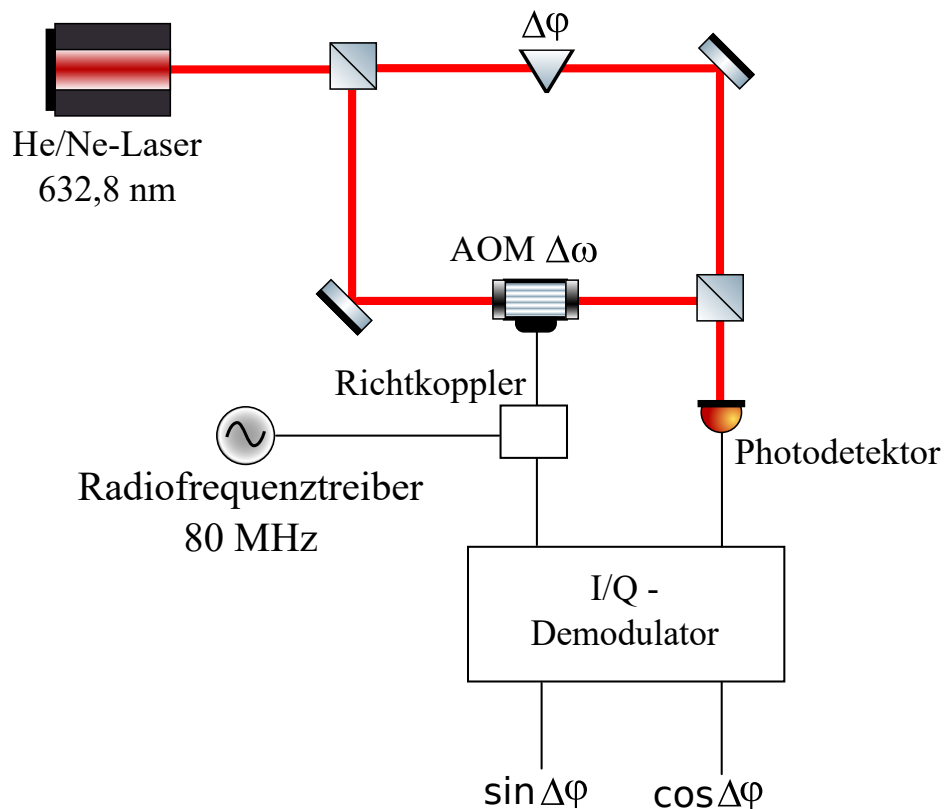 Δφ
He/Ne-Laser
632,8 nm
AOM Δω
Richtkoppler
Photodetektor
Radiofrequenztreiber
80 MHz
I/Q -
Demodulator
sin Δφ
cos Δφ